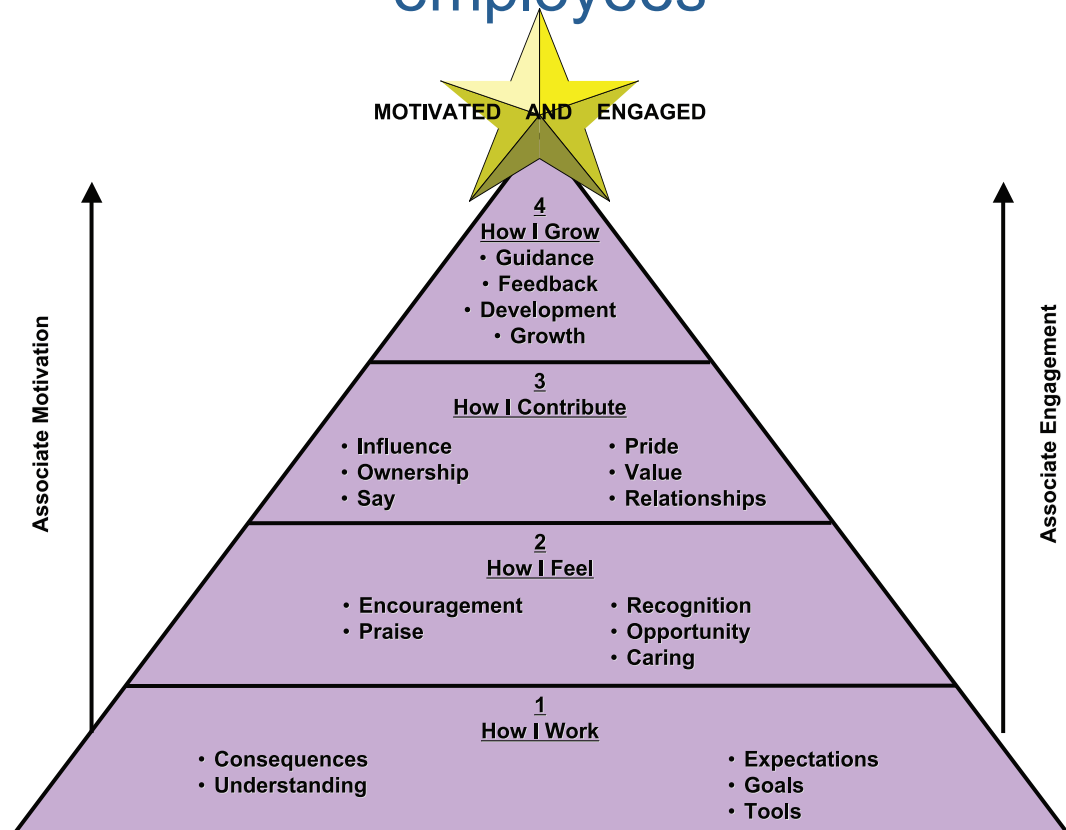 employees
MOTIVATED AND ENGAGED
4
How I Grow
• Guidance
• Feedback
• Development
• Growth
3
How I Contribute
• Influence
• Ownership
• Say
• Pride
• Value
• Relationships
2
How I Feel
• Encouragement
• Praise
• Recognition
• Opportunity
• Caring
1
How I Work
• Consequences
• Understanding
• Expectations
• Goals
• Tools
Associate Motivation
Associate Engagement